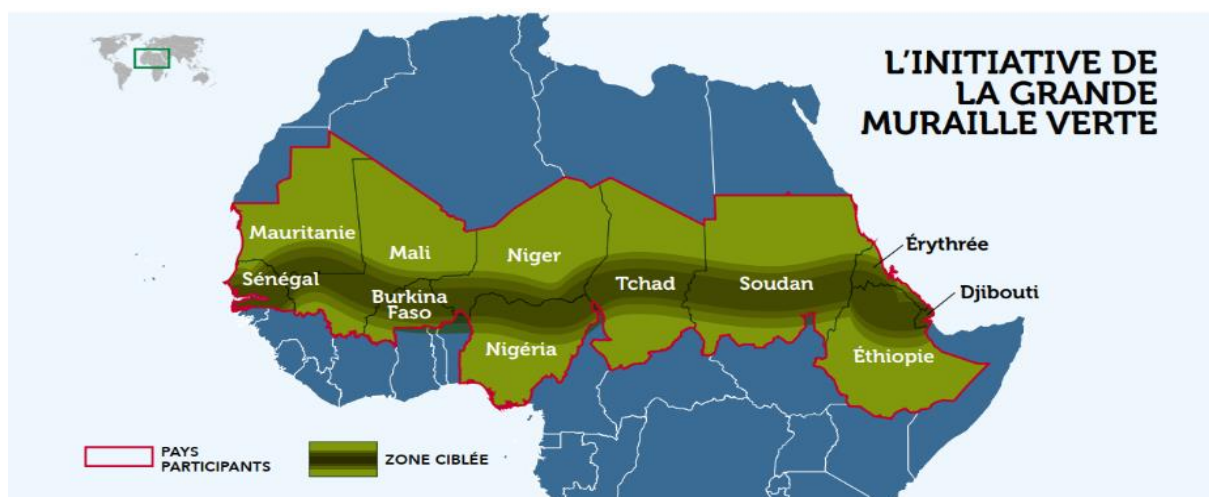 L'INITIATIVE DE
LA GRANDE
MURAILLE VERTE
Mauritanie
Mali
Niger
Érythrée
Sénégal
Tchad
Soudan
Djibouti
Burkina
Faso
Nigéria
Éthiopie
PAYS
PARTICIPANTS
ZONE CIBLÉE